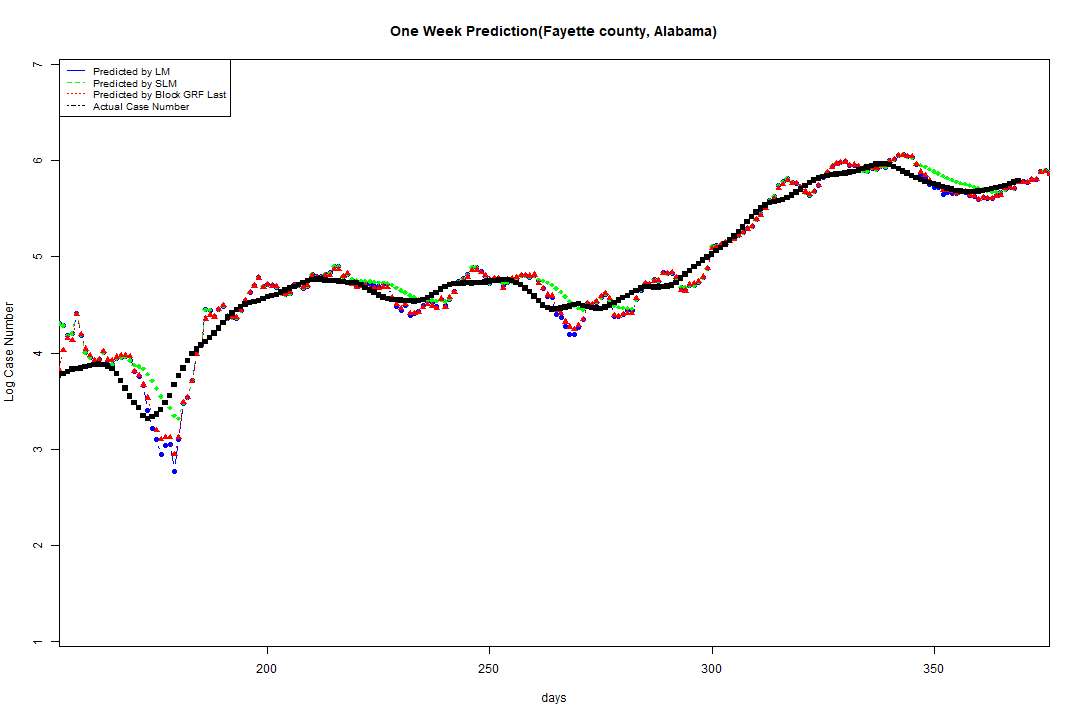 One Week Prediction(Fayette county, Alabama)
Predicted by LM
Predicted by SLM
Predicted by Block GRF Last
Actual Case Number
7
6
5
4
3
2
1
Log Case Number
200 250 300 350
days